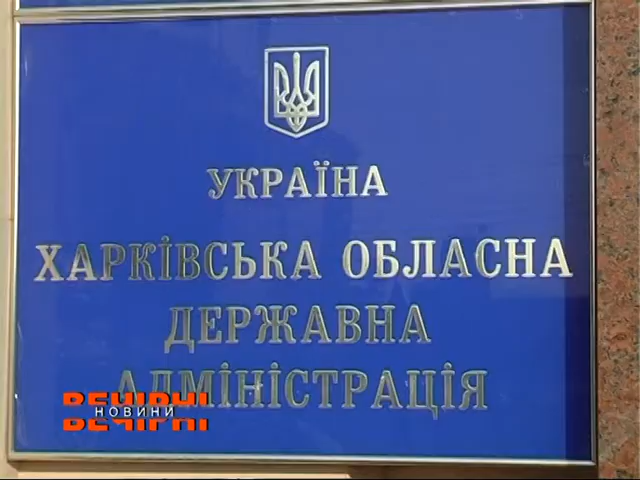 УКРАЇНА
ХАРКІВСЬКА ОБЛАСНА
ДЕРЖАВНА
АДМІНІСТРАЦІЯ
ВЕЧІРНІ
НОВИНИ